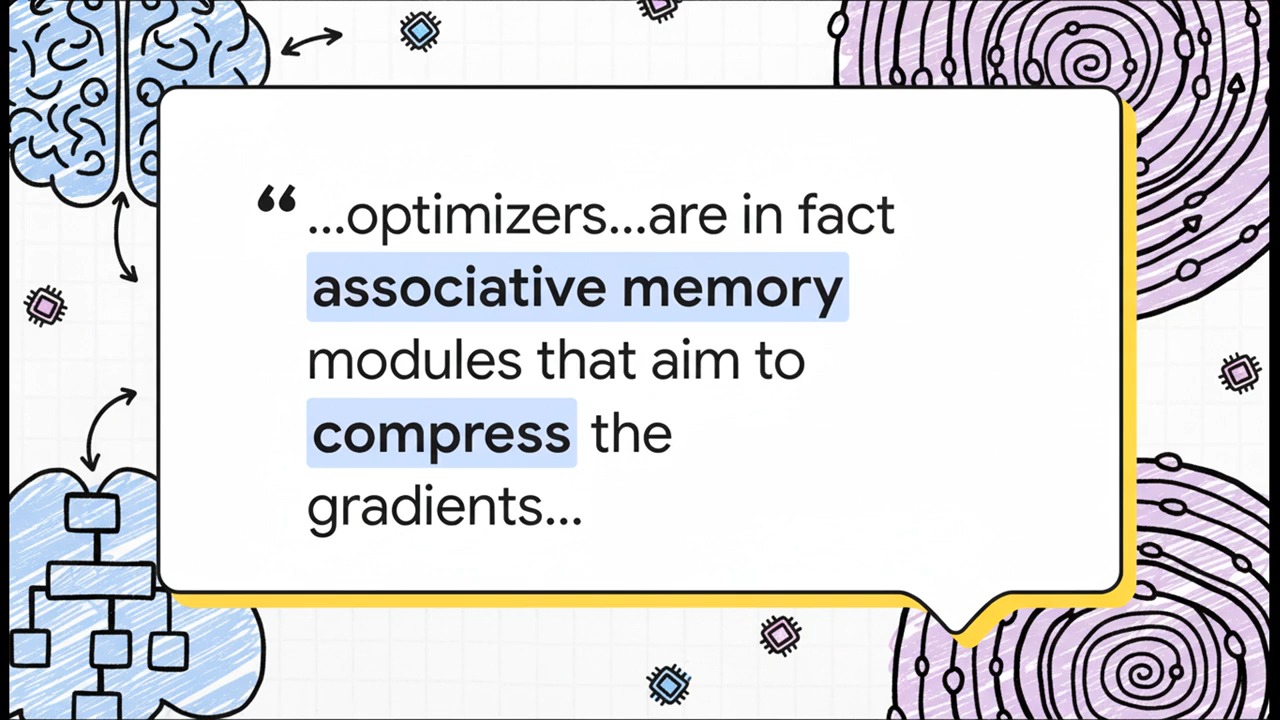 “...optimizers...are in fact
associative memory
modules that aim to
compress the
gradients...